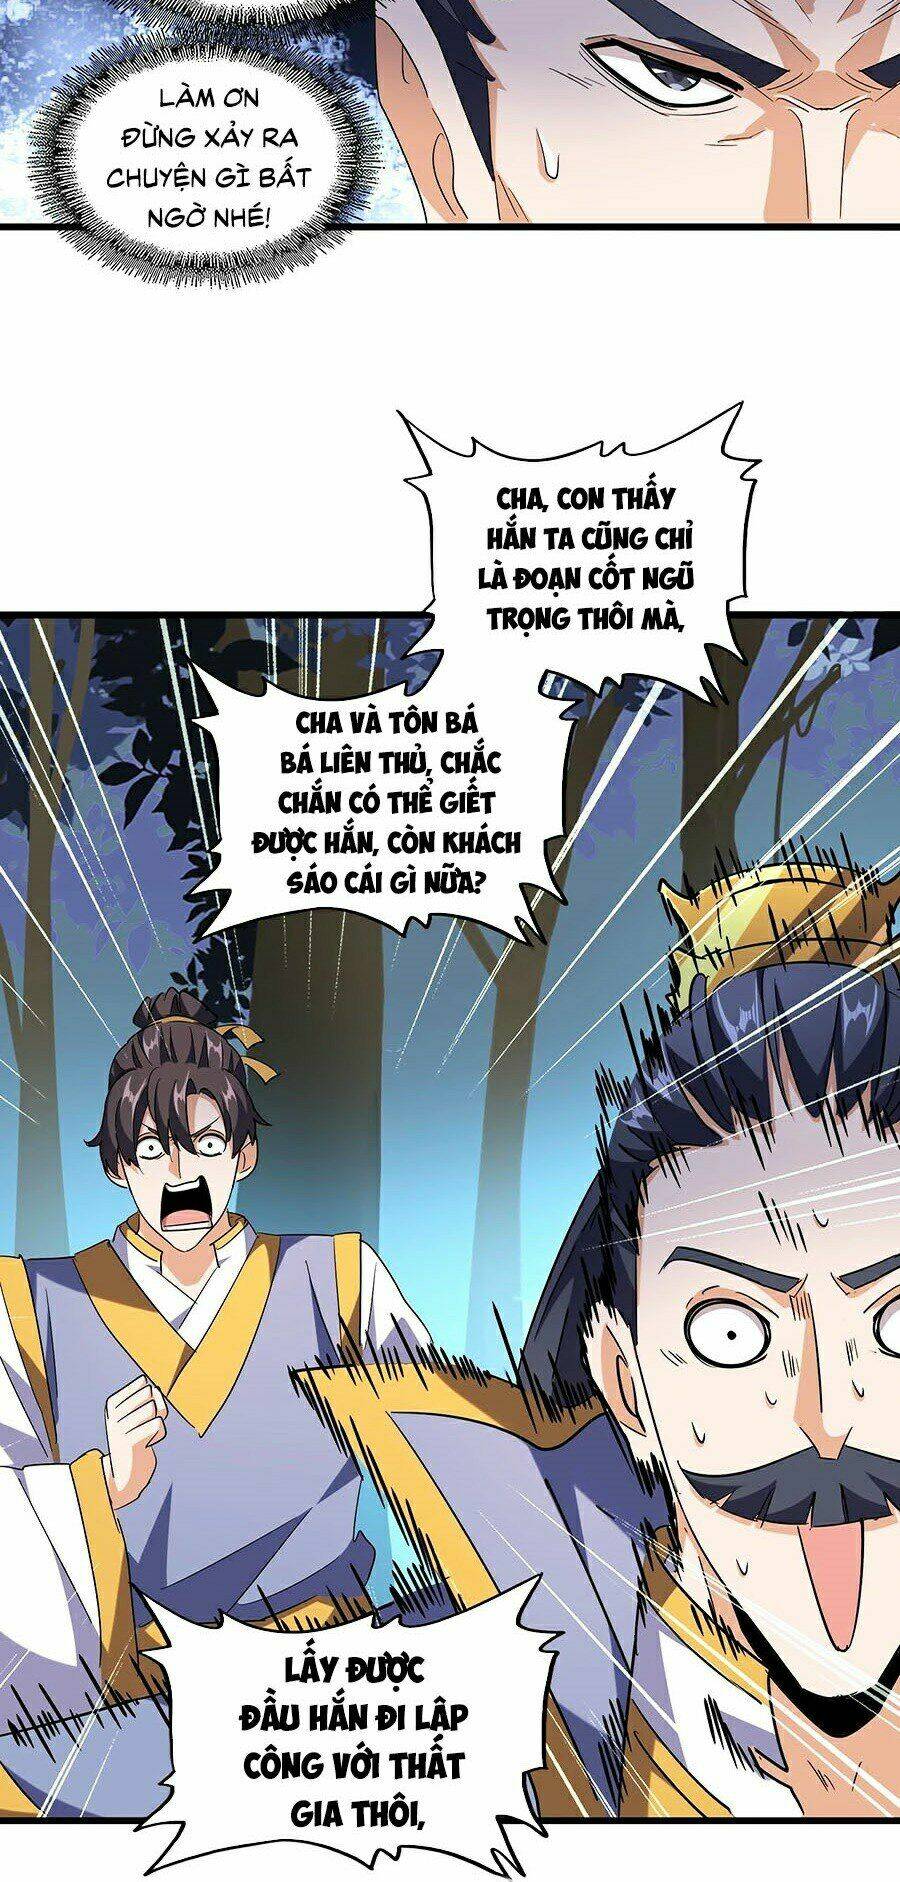 LÀM ƠN
ĐỪNG XẢY RA
CHUYỆN GÌ BẤT
NGỜ NHÉ!
CHA, CON THẤY
HẮN TA CŨNG CHỈ
LÀ ĐOẠN CỐT NGŨ
TRỌNG THÔI MÀ,
CHA VÀ TÔN BÁ
BÁ LIÊN THỦ, CHẮC
CHẮN CÓ THỂ GIẾT
ĐƯỢC HẮN, CÒN KHÁCH
SÁO CÁI GÌ NỮA?
LẤY ĐƯỢC
ĐẦU HẮN ĐI LẬP
CÔNG VỚI THẤT
GIA THÔI,